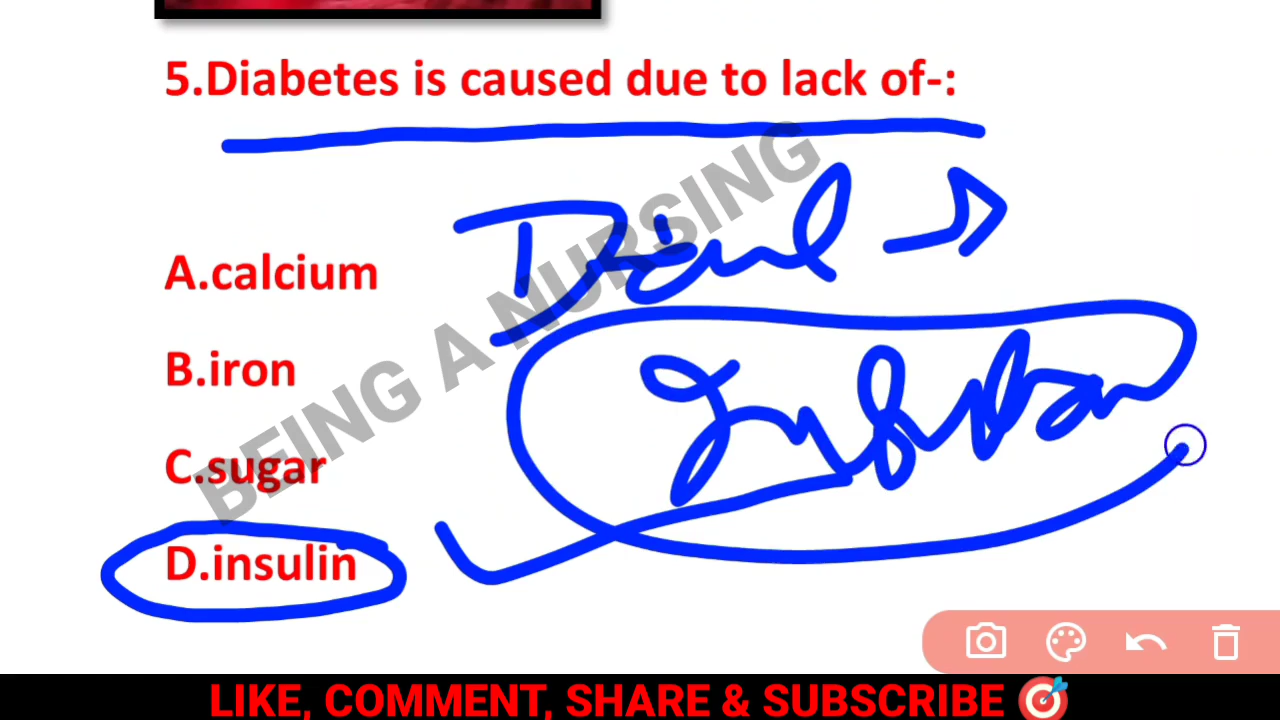 5.Diabetes is caused due to lack of-:
A.calcium
B.iron
C.sugar
D.insulin
BEING A NURSING
LIKE, COMMENT, SHARE & SUBSCRIBE 🎯